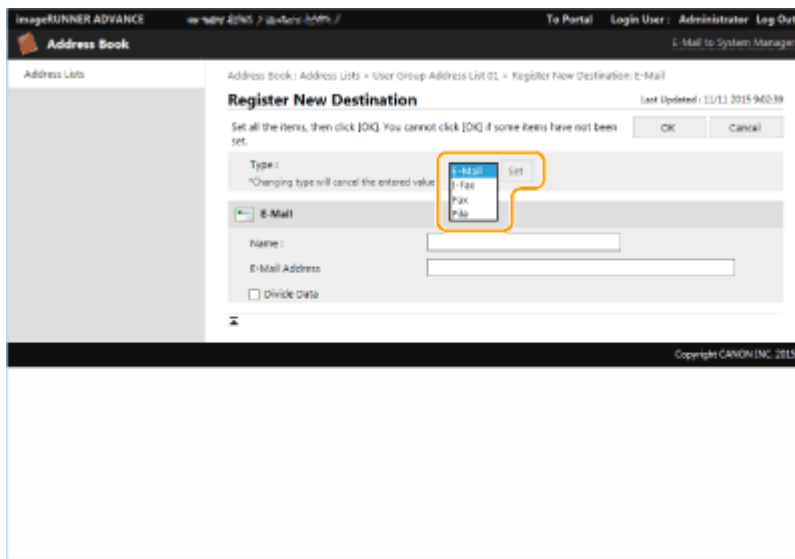 imageRUNNER ADVANCE To Portal Login User : Administrator Log Out
Address Book E-Mail to System Manager
Address Lists
Address Book : Address Lists > User Group Address List 01 > Register New Destination: E-Mail
Register New Destination Last Updated : 11/11 2015 9:02:39
Set all the items, then click [OK]. You cannot click [OK] if some items have not been set. OK Cancel
Type : E-Mail Set
*Changing type will cancel the entered value
I-Fax
Fax
File
E-Mail
Name :
E-Mail Address
Divide Data
Copyright CANON INC. 2015